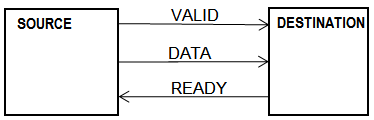 VALID
SOURCE
DESTINATION
DATA
READY